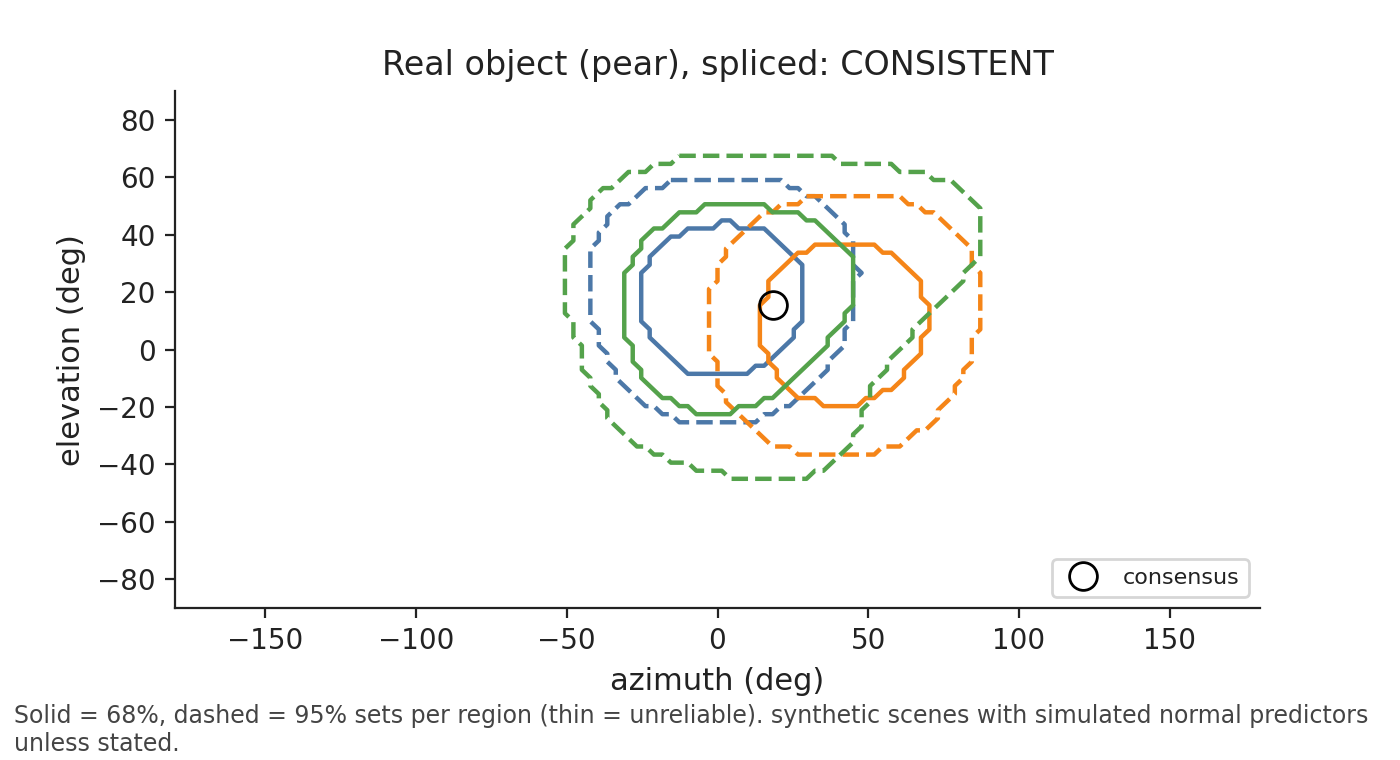 Real object (pear), spliced: CONSISTENT
80
60
40
20
0
−20
−40
−60
−80
elevation (deg)
consensus
−150
−100
−50
0
50
100
150
azimuth (deg)
Solid = 68%, dashed = 95% sets per region (thin = unreliable). synthetic scenes with simulated normal predictors
unless stated.